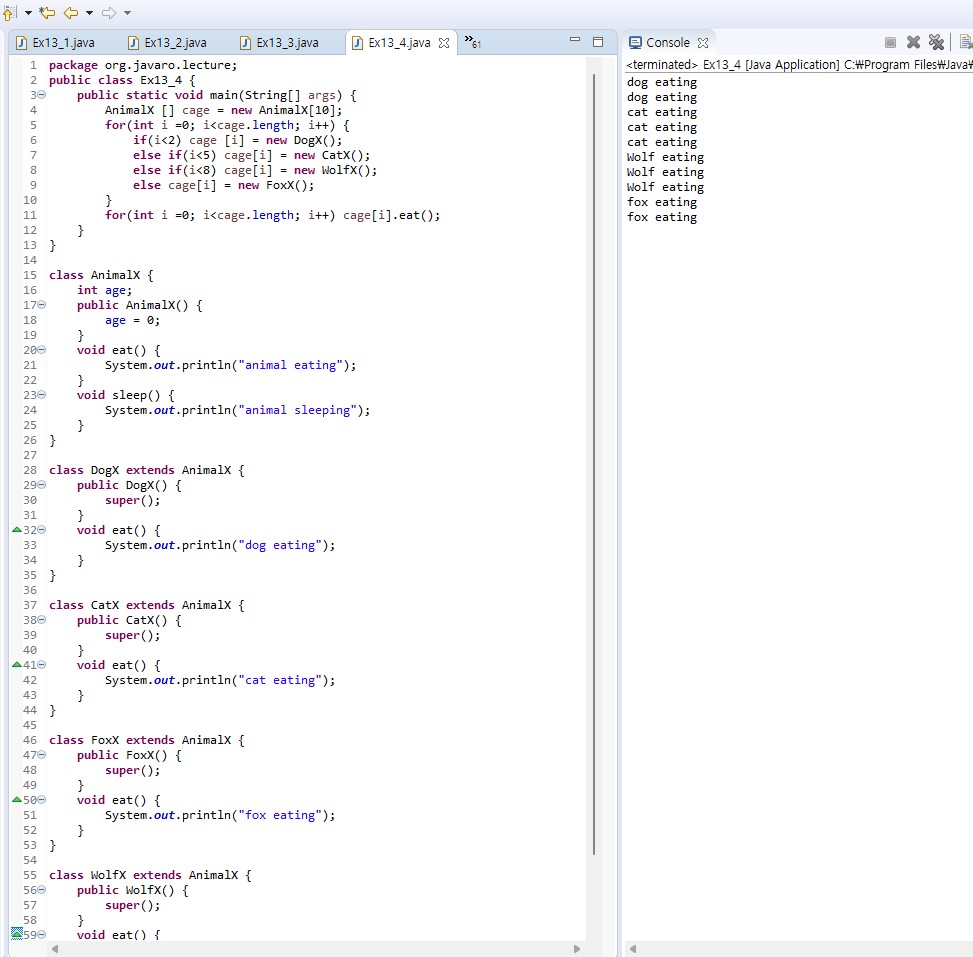 Ex13_1.java Ex13_2.java Ex13_3.java Ex13_4.java »61
1 package org.javaro.lecture;
2 public class Ex13_4 {
3 public static void main(String[] args) {
4 AnimalX [] cage = new AnimalX[10];
5 for(int i =0; i<cage.length; i++) {
6 if(i<2) cage [i] = new DogX();
7 else if(i<5) cage[i] = new CatX();
8 else if(i<8) cage[i] = new WolfX();
9 else cage[i] = new FoxX();
10 }
11 for(int i =0; i<cage.length; i++) cage[i].eat();
12 }
13 }
14
15 class AnimalX {
16 int age;
17 public AnimalX() {
18 age = 0;
19 }
20 void eat() {
21 System.out.println("animal eating");
22 }
23 void sleep() {
24 System.out.println("animal sleeping");
25 }
26 }
27
28 class DogX extends AnimalX {
29 public DogX() {
30 super();
31 }
32 void eat() {
33 System.out.println("dog eating");
34 }
35 }
36
37 class CatX extends AnimalX {
38 public CatX() {
39 super();
40 }
41 void eat() {
42 System.out.println("cat eating");
43 }
44 }
45
46 class FoxX extends AnimalX {
47 public FoxX() {
48 super();
49 }
50 void eat() {
51 System.out.println("fox eating");
52 }
53 }
54
55 class WolfX extends AnimalX {
56 public WolfX() {
57 super();
58 }
59 void eat() {
Console
<terminated> Ex13_4 [Java Application] C:₩Program Files₩Java₩
dog eating
dog eating
cat eating
cat eating
cat eating
Wolf eating
Wolf eating
Wolf eating
fox eating
fox eating